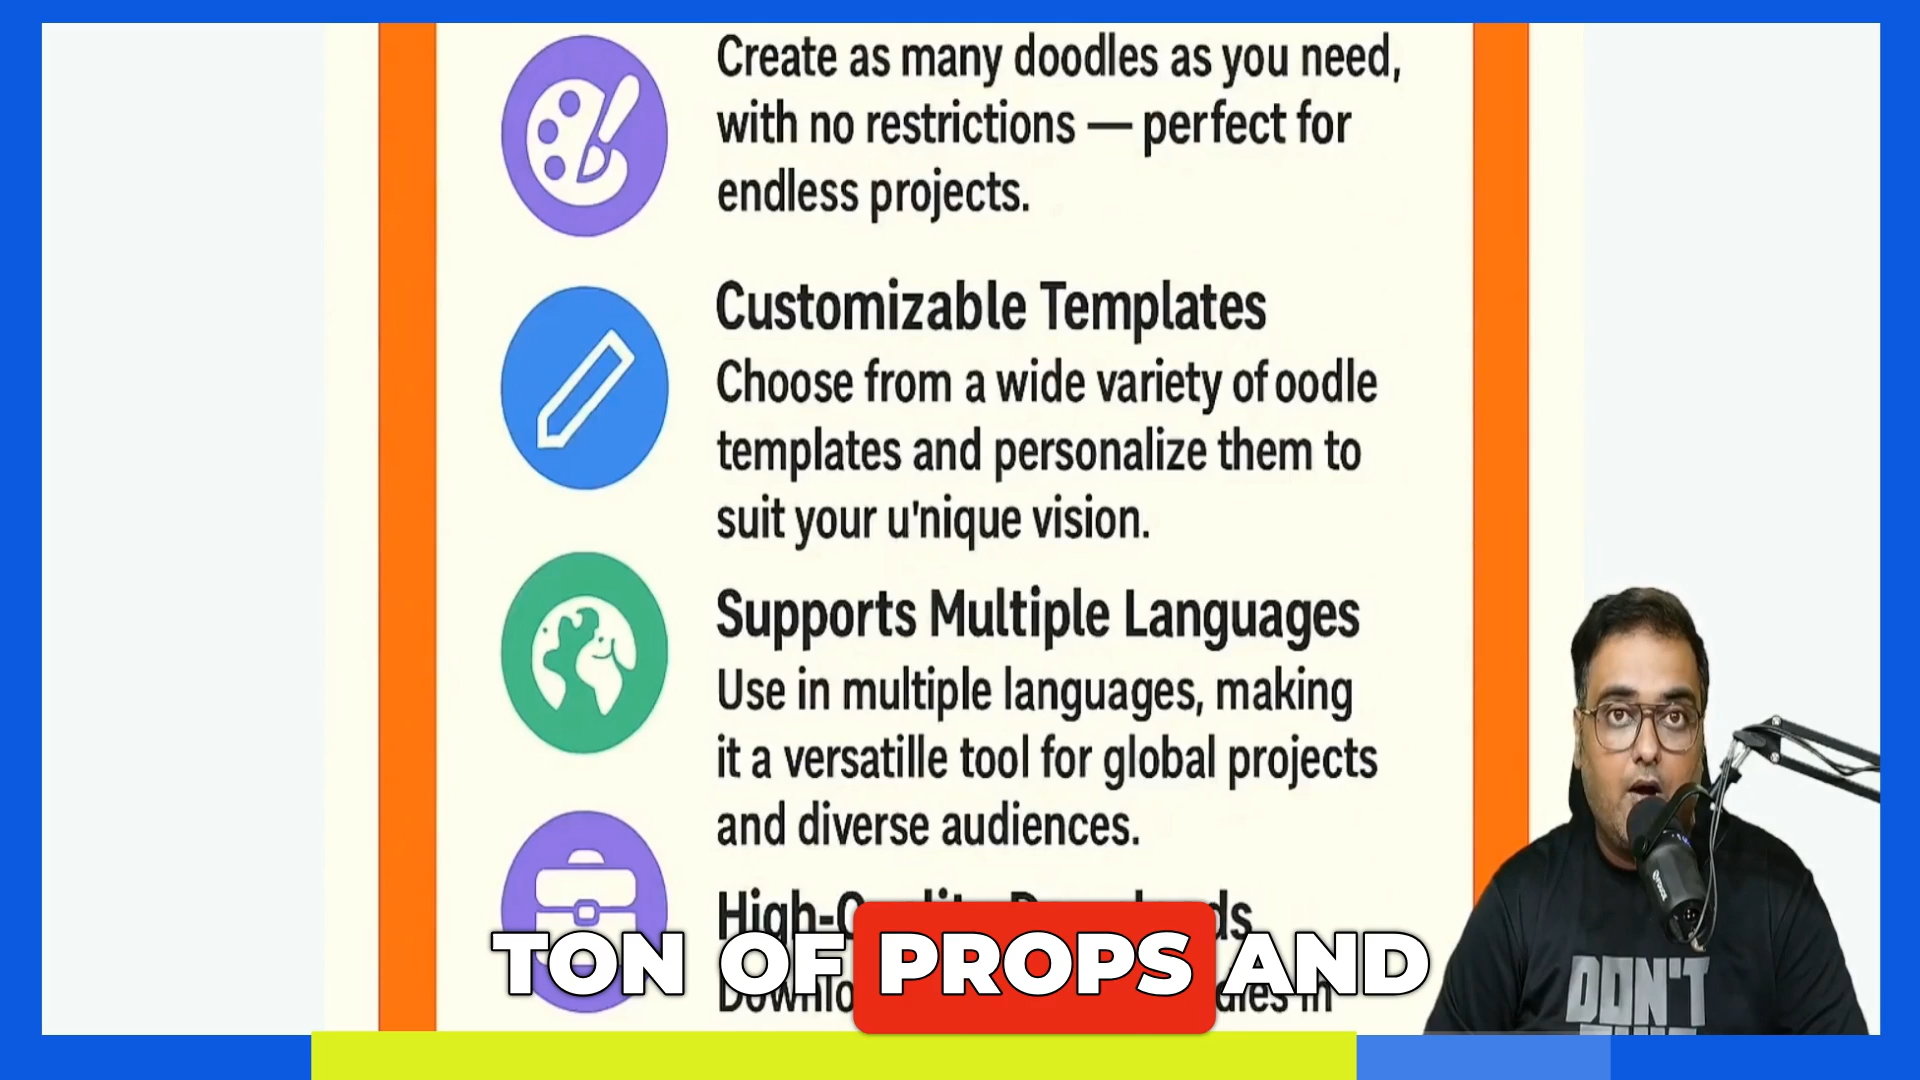 Create as many doodles as you need,
with no restrictions — perfect for
endless projects.
Customizable Templates
Choose from a wide variety of oodle
templates and personalize them to
suit your u'nique vision.
Supports Multiple Languages
Use in multiple languages, making
it a versatille tool for global projects
and diverse audiences.
TON OF PROPS AND
DON'T